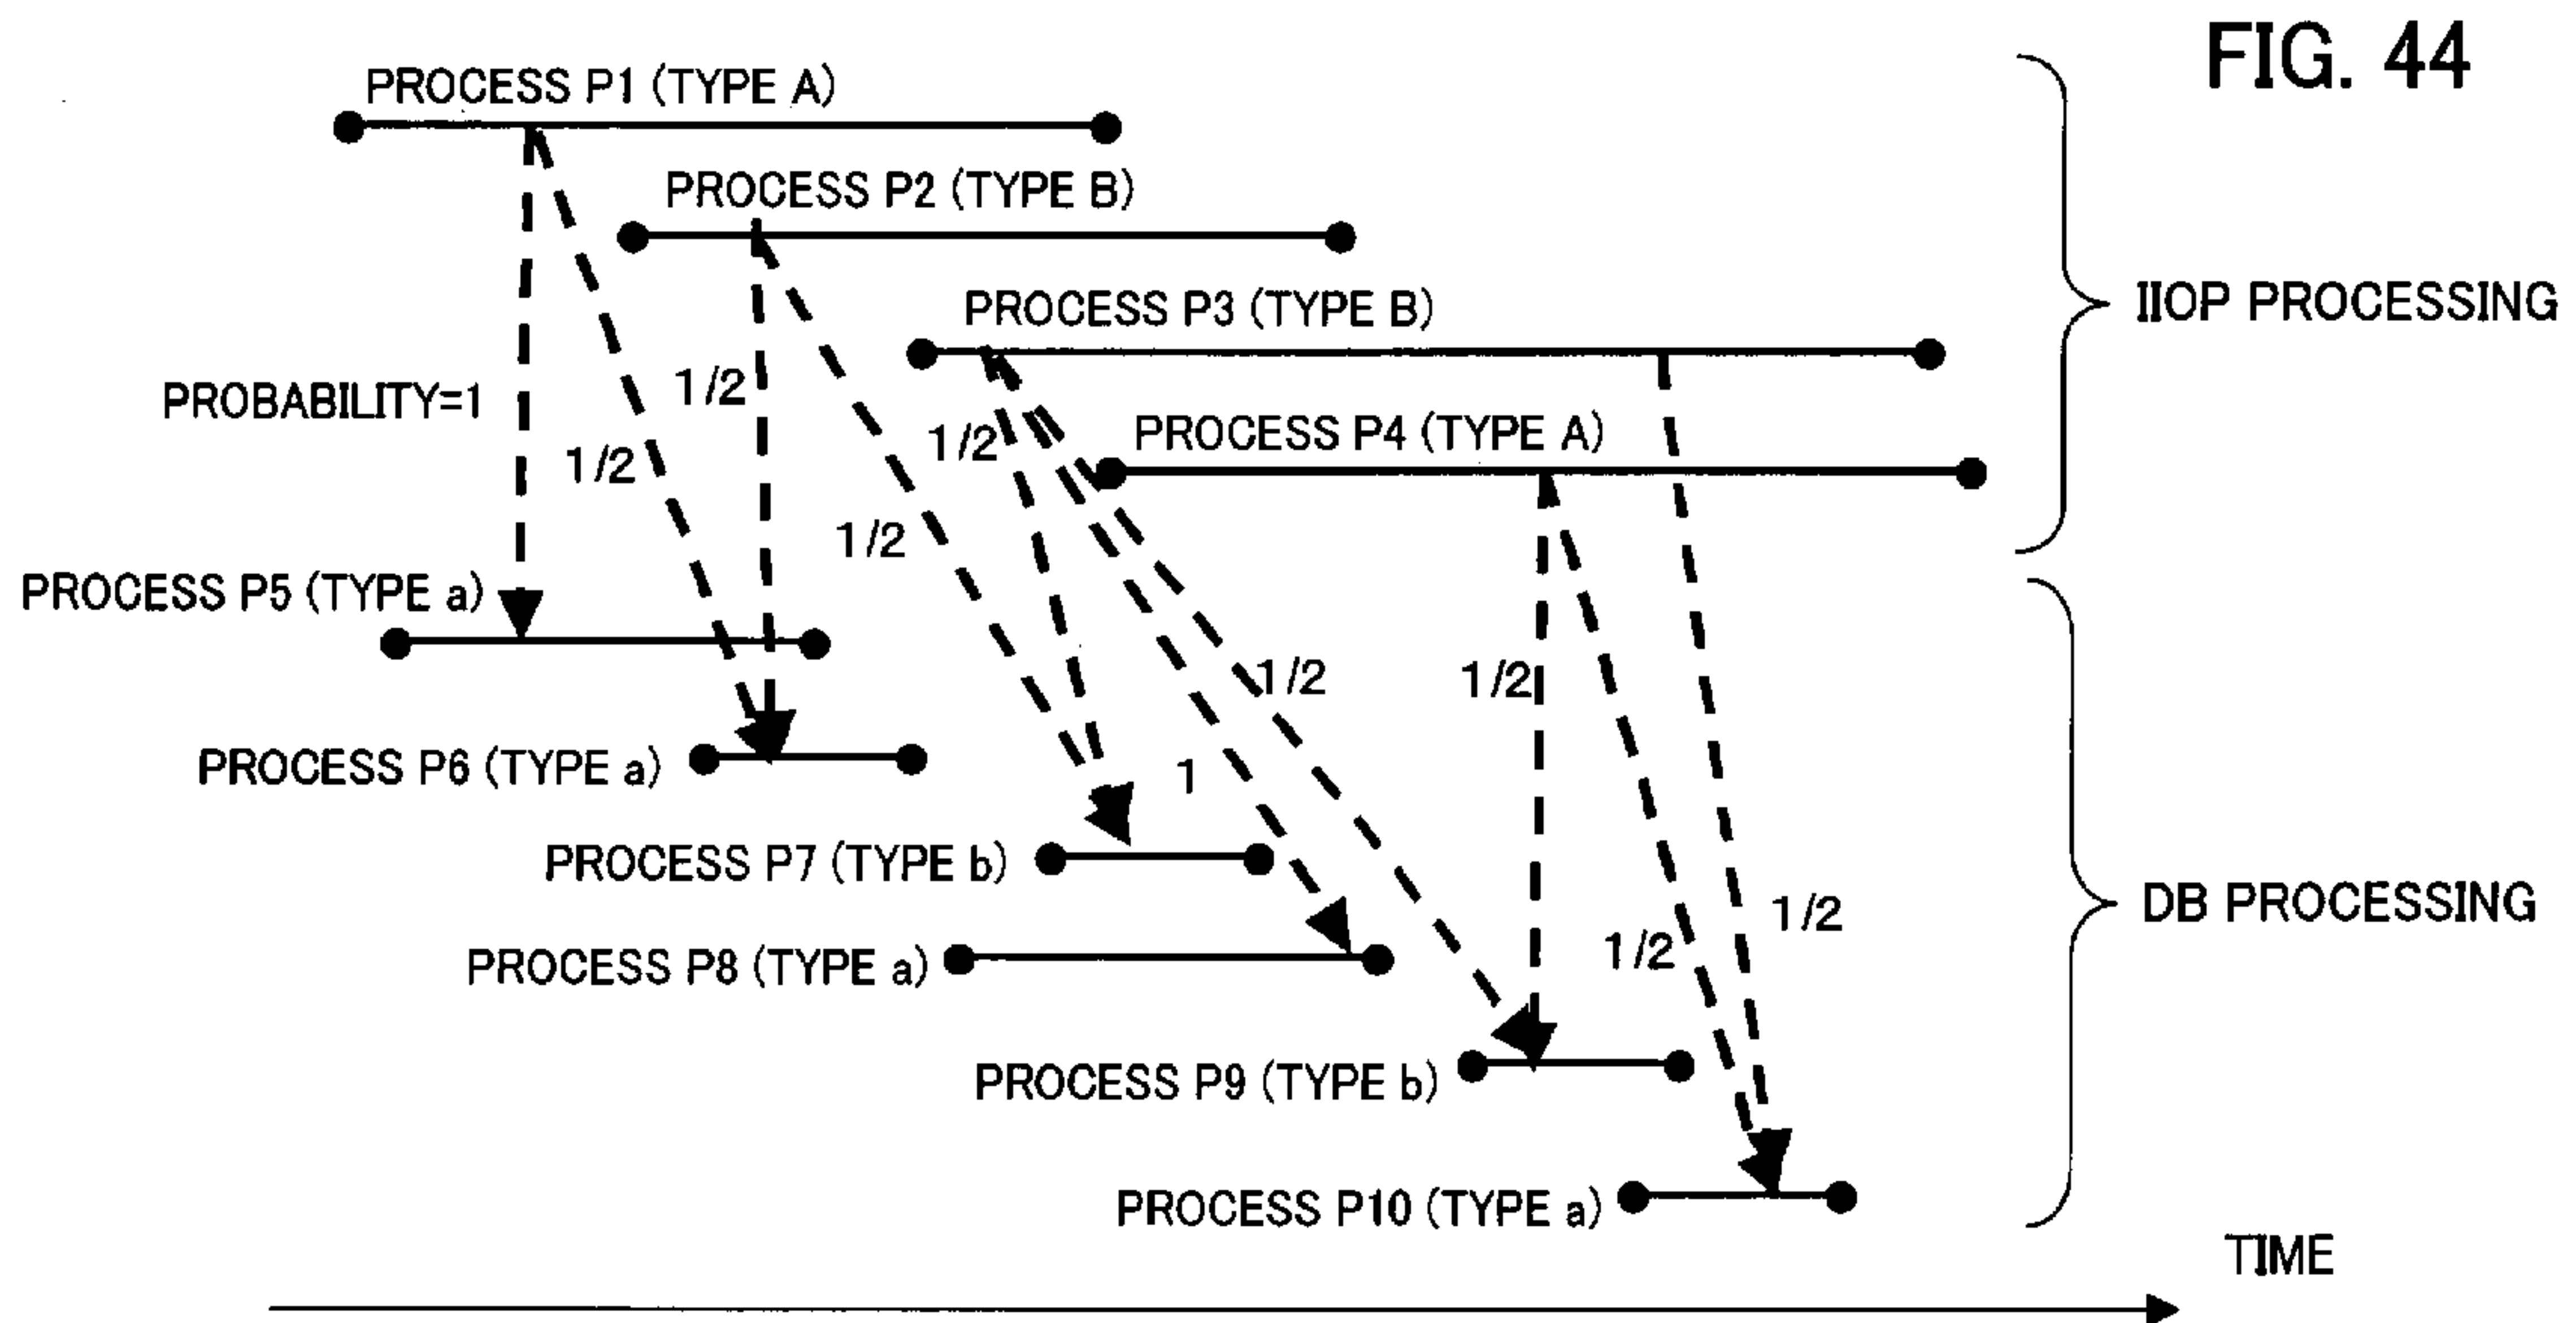 FIG. 44
PROCESS P1 (TYPE A)
PROCESS P2 (TYPE B)
PROCESS P3 (TYPE B)
IIOP PROCESSING
PROBABILITY=1
1/2
1/2
1/2
PROCESS P4 (TYPE A)
1/2
PROCESS P5 (TYPE a)
1/2
1/2
PROCESS P6 (TYPE a)
1
PROCESS P7 (TYPE b)
1/2
DB PROCESSING
1/2
PROCESS P8 (TYPE a)
PROCESS P9 (TYPE b)
PROCESS P10 (TYPE a)
TIME